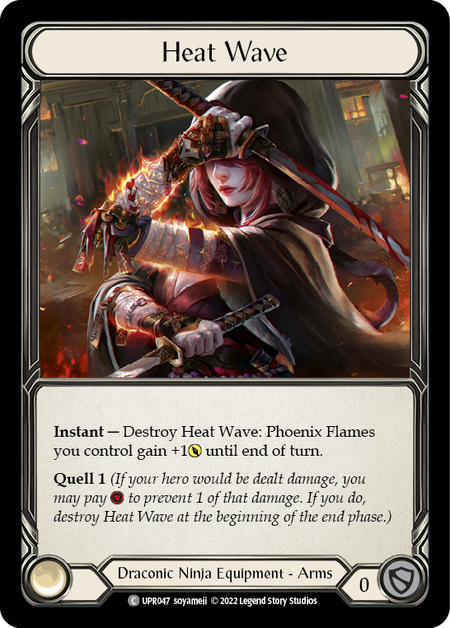 Heat Wave
Instant — Destroy Heat Wave: Phoenix Flames
you control gain +1 until end of turn.
Quell 1 (If your hero would be dealt damage, you
may pay to prevent 1 of that damage. If you do,
destroy Heat Wave at the beginning of the end phase.)
Draconic Ninja Equipment - Arms
0
C UPR047 soyameii © 2022 Legend Story Studios